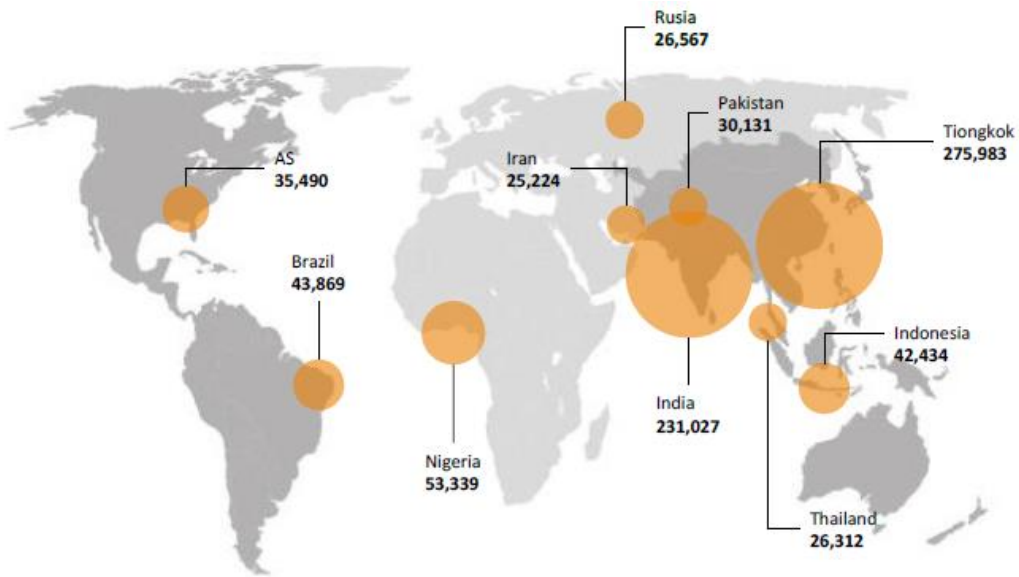 Rusia
26,567
Pakistan
30,131
Tiongkok
275,983
AS
35,490
Iran
25,224
Brazil
43,869
Indonesia
42,434
India
231,027
Nigeria
53,339
Thailand
26,312